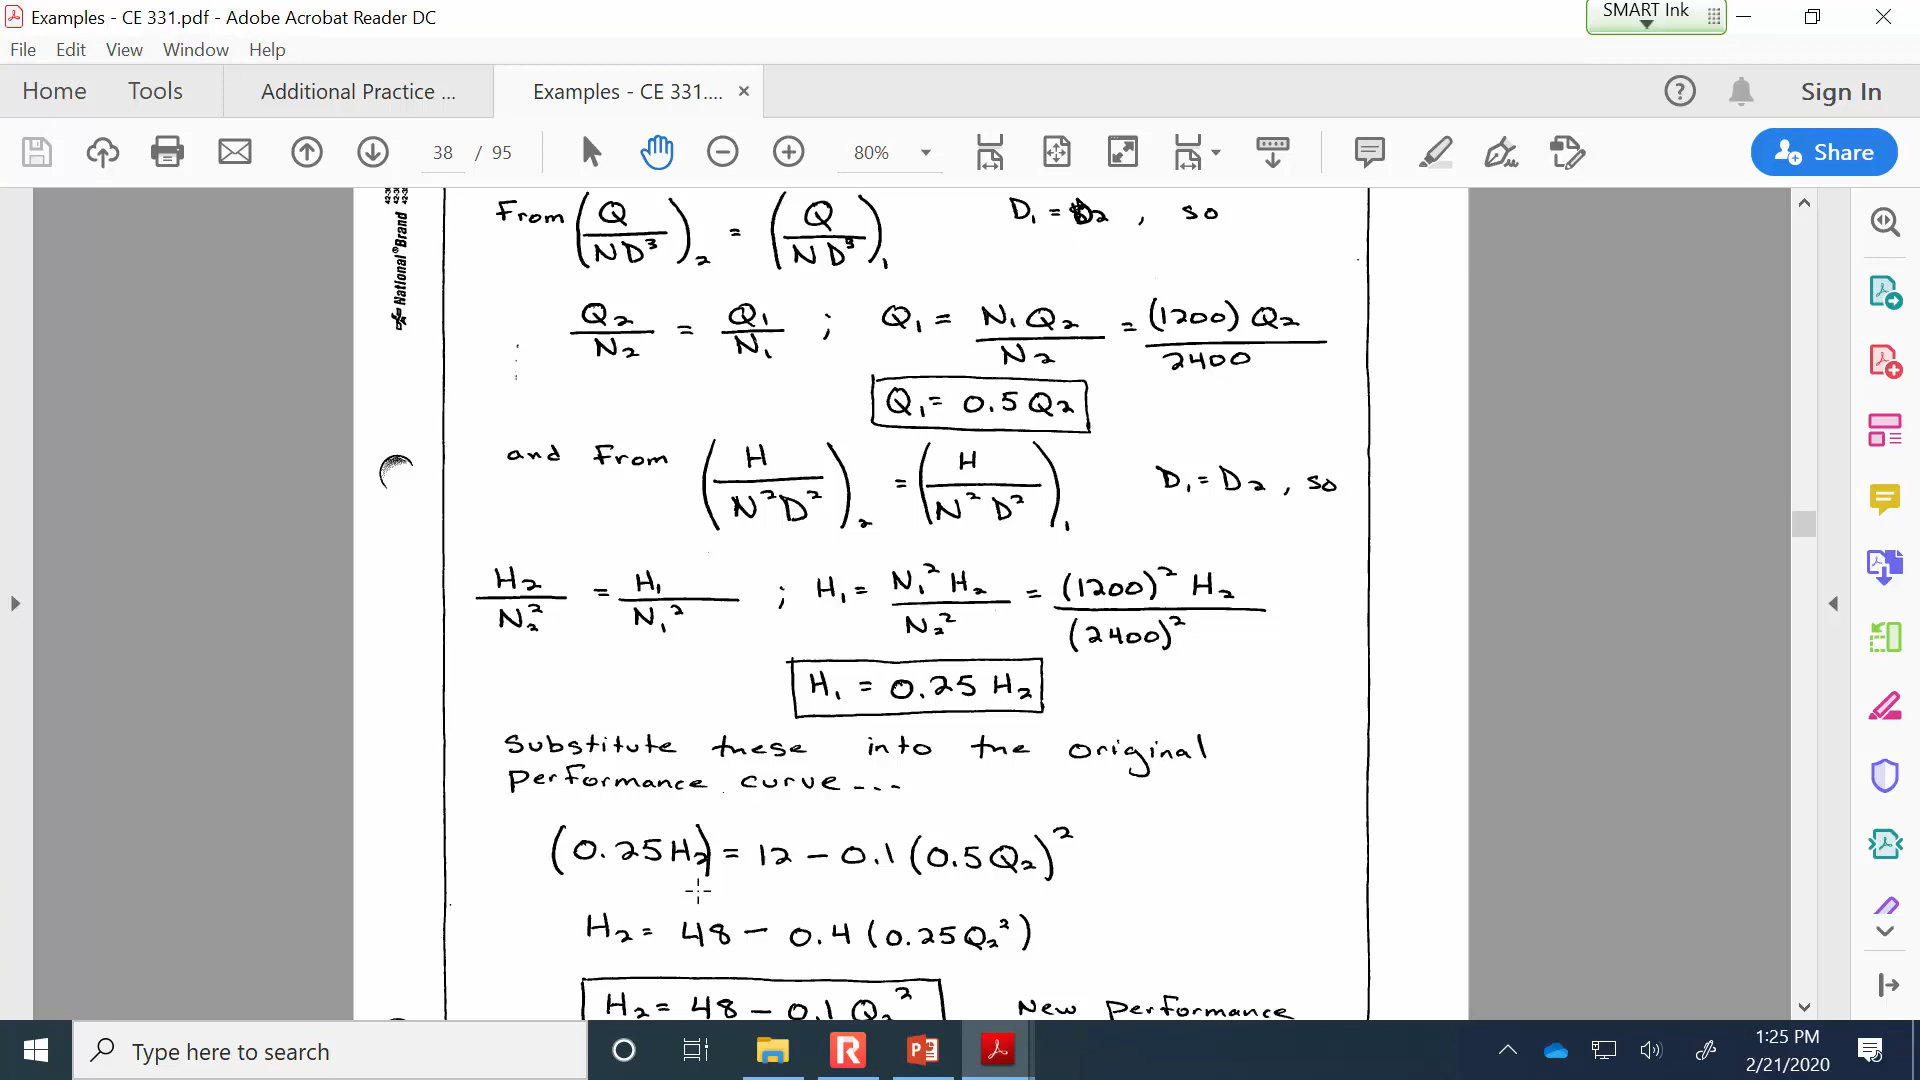 Examples - CE 331.pdf - Adobe Acrobat Reader DC
SMART Ink
File Edit View Window Help
Home Tools Additional Practice ... Examples - CE 331.... × Sign In
38 / 95 80% Share
National®Brand
From (Q/ND³)₂ = (Q/ND³)₁ D₁ = D₂ , so
Q₂/N₂ = Q₁/N₁ ; Q₁ = N₁Q₂/N₂ = (1200) Q₂/2400
Q₁ = 0.5 Q₂
and From (H/N²D²)₂ = (H/N²D²)₁ D₁ = D₂ , so
H₂/N₂² = H₁/N₁² ; H₁ = N₁² H₂/N₂² = (1200)² H₂/(2400)²
H₁ = 0.25 H₂
Substitute these into the original
performance curve...
(0.25H₂) = 12 - 0.1 (0.5Q₂)²
H₂ = 48 - 0.4 (0.25Q₂²)
H₂ = 48 - 0.1 Q₂² New performance
Type here to search
1:25 PM
2/21/2020